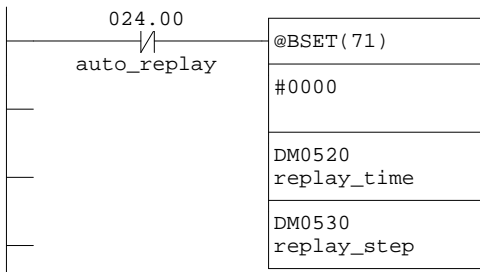 024.00
auto_replay
@BSET(71)
#0000
DM0520
replay_time
DM0530
replay_step